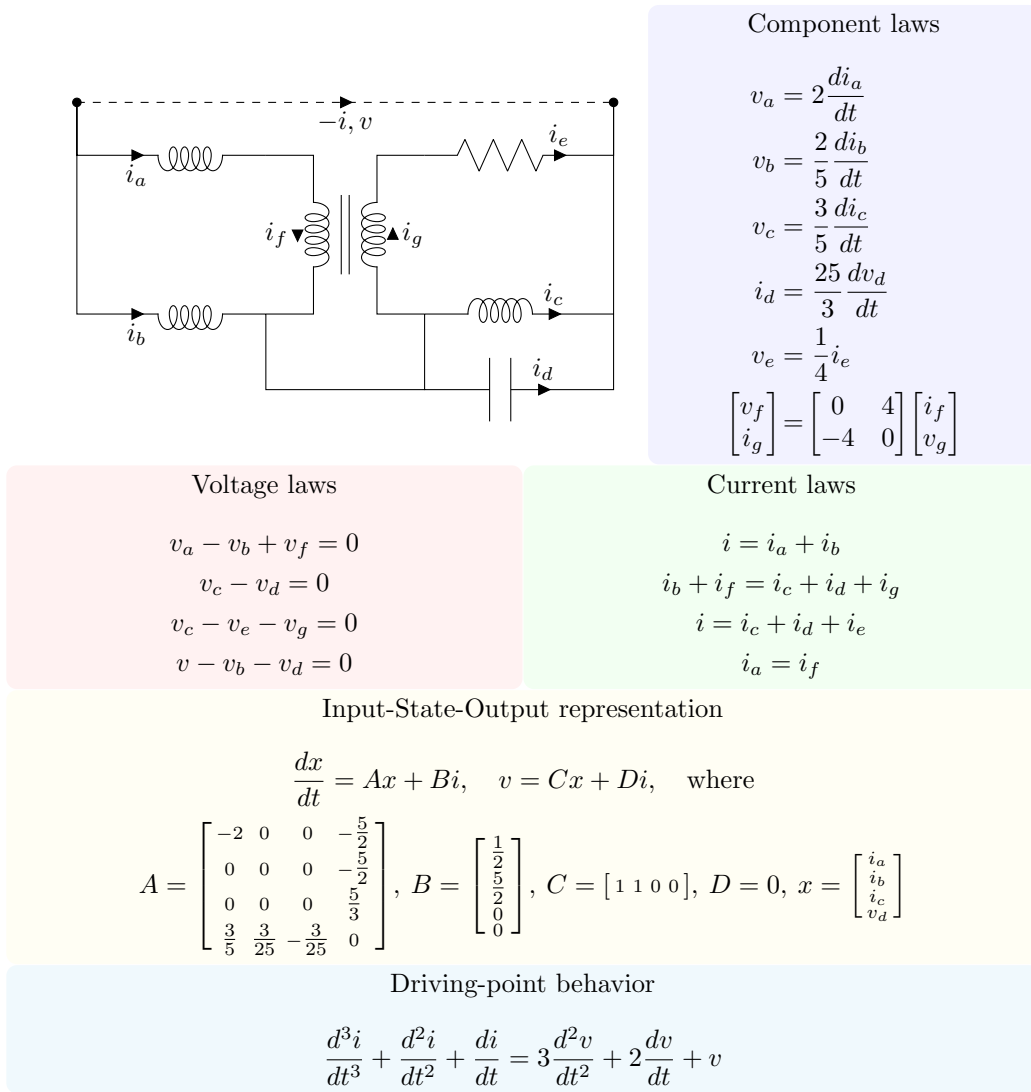 Component laws
−i, v
i_a
i_e
i_f
i_g
i_b
i_c
i_d
v_a = 2 di_a/dt
v_b = 2/5 di_b/dt
v_c = 3/5 di_c/dt
i_d = 25/3 dv_d/dt
v_e = 1/4 i_e
[v_f; i_g] = [0 4; −4 0] [i_f; v_g]
Voltage laws
v_a − v_b + v_f = 0
v_c − v_d = 0
v_c − v_e − v_g = 0
v − v_b − v_d = 0
Current laws
i = i_a + i_b
i_b + i_f = i_c + i_d + i_g
i = i_c + i_d + i_e
i_a = i_f
Input-State-Output representation
dx/dt = Ax + Bi, v = Cx + Di, where
A = [−2 0 0 −5/2; 0 0 0 −5/2; 0 0 0 5/3; 3/5 3/25 −3/25 0], B = [1/2; 5/2; 0; 0], C = [1 1 0 0], D = 0, x = [i_a; i_b; i_c; v_d]
Driving-point behavior
d³i/dt³ + d²i/dt² + di/dt = 3 d²v/dt² + 2 dv/dt + v